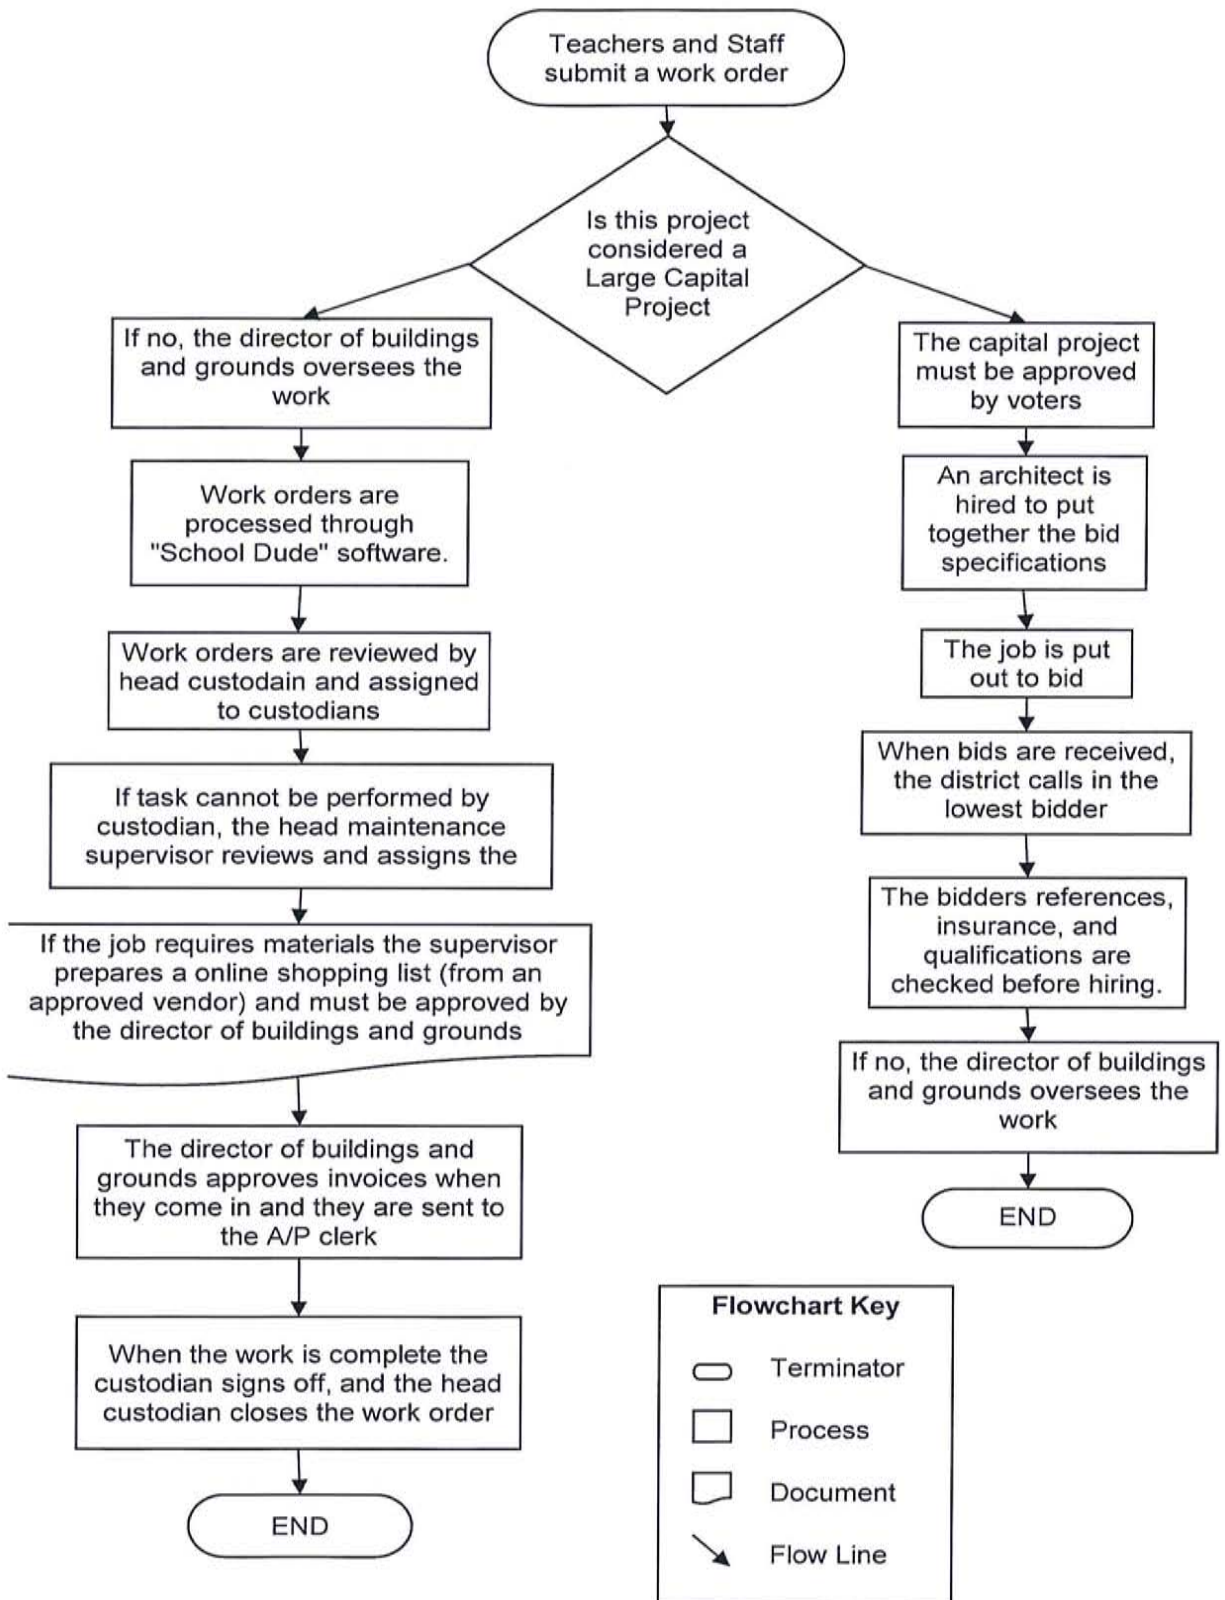 Teachers and Staff
submit a work order
Is this project
considered a
Large Capital
Project
If no, the director of buildings
and grounds oversees the
work
Work orders are
processed through
"School Dude" software.
Work orders are reviewed by
head custodain and assigned
to custodians
If task cannot be performed by
custodian, the head maintenance
supervisor reviews and assigns the
If the job requires materials the supervisor
prepares a online shopping list (from an
approved vendor) and must be approved by
the director of buildings and grounds
The director of buildings and
grounds approves invoices when
they come in and they are sent to
the A/P clerk
When the work is complete the
custodian signs off, and the head
custodian closes the work order
END
The capital project
must be approved
by voters
An architect is
hired to put
together the bid
specifications
The job is put
out to bid
When bids are received,
the district calls in the
lowest bidder
The bidders references,
insurance, and
qualifications are
checked before hiring.
If no, the director of buildings
and grounds oversees the
work
END
Flowchart Key
Terminator
Process
Document
Flow Line